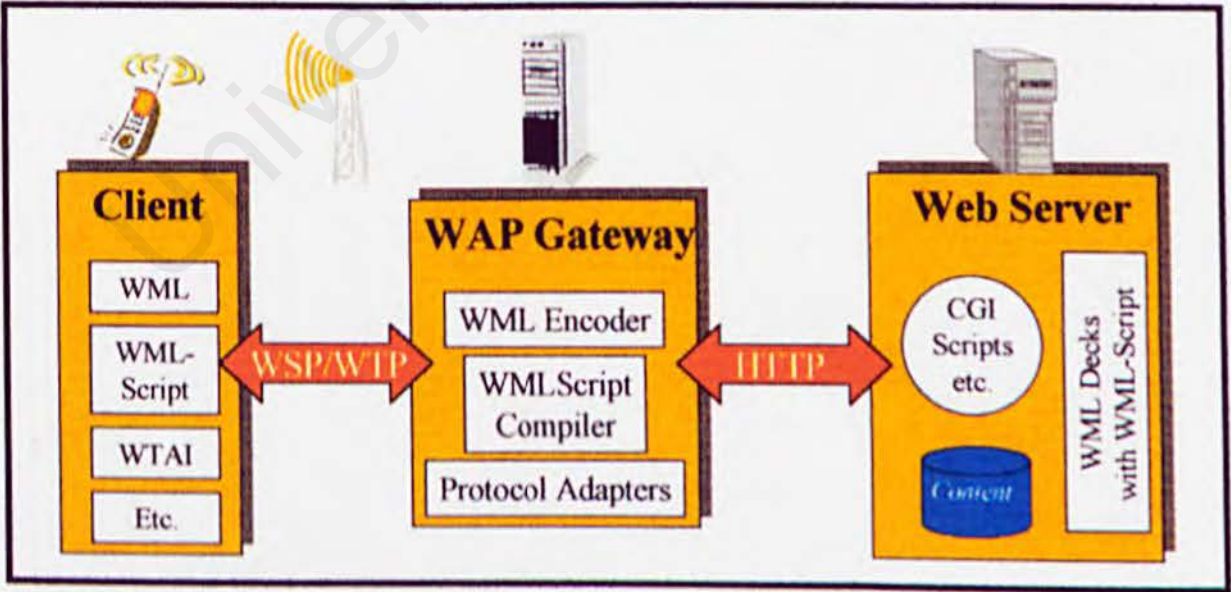 Client
WML
WML-
Script
WTAI
Etc.
WSP/WTP
WAP Gateway
WML Encoder
WMLScript
Compiler
Protocol Adapters
HTTP
Web Server
CGI
Scripts
etc.
Content
WML Decks
with WML-Script